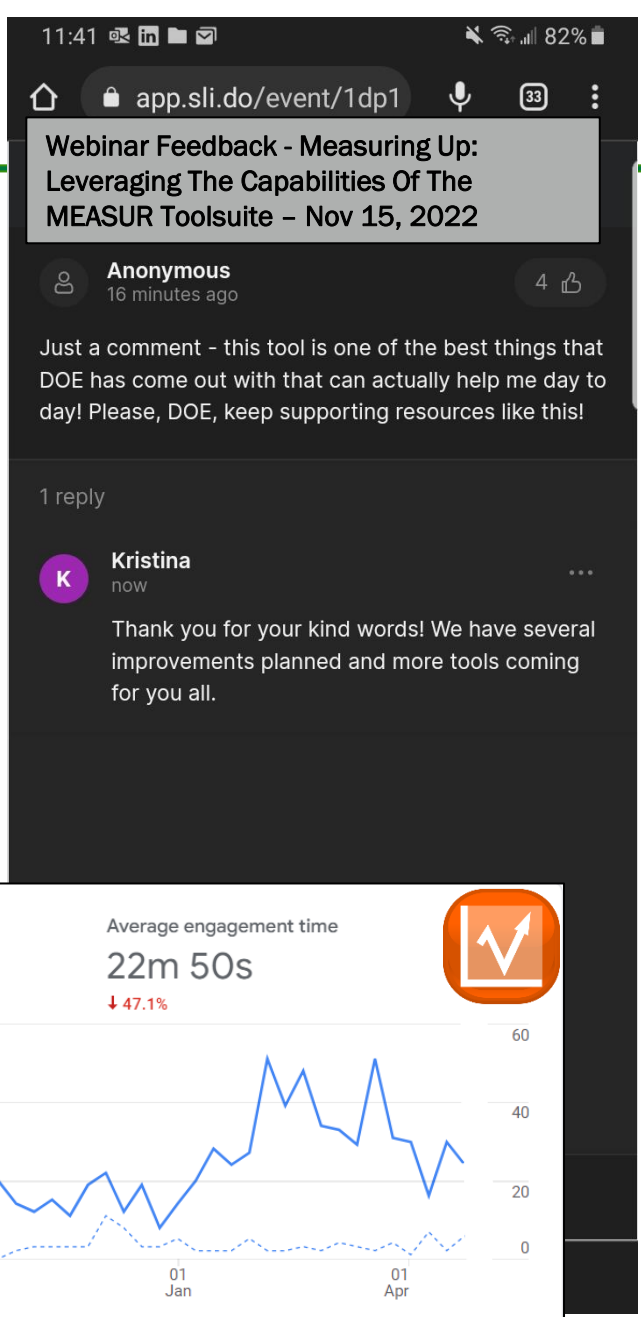 11:41
82%
app.sli.do/event/1dp1
33
Webinar Feedback - Measuring Up:
Leveraging The Capabilities Of The
MEASUR Toolsuite – Nov 15, 2022
Anonymous
16 minutes ago
4
Just a comment - this tool is one of the best things that
DOE has come out with that can actually help me day to
day! Please, DOE, keep supporting resources like this!
1 reply
K
Kristina
now
Thank you for your kind words! We have several
improvements planned and more tools coming
for you all.
Average engagement time
22m 50s
↓ 47.1%
60
40
20
0
01
Jan
01
Apr